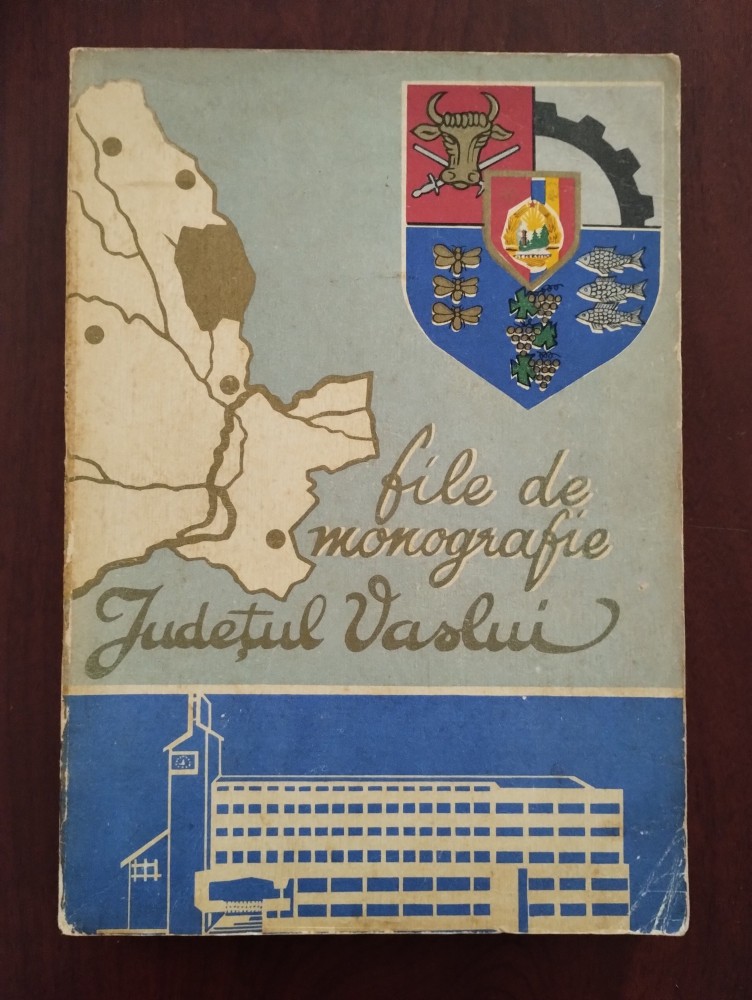 file de
monografie
Județul Vaslui